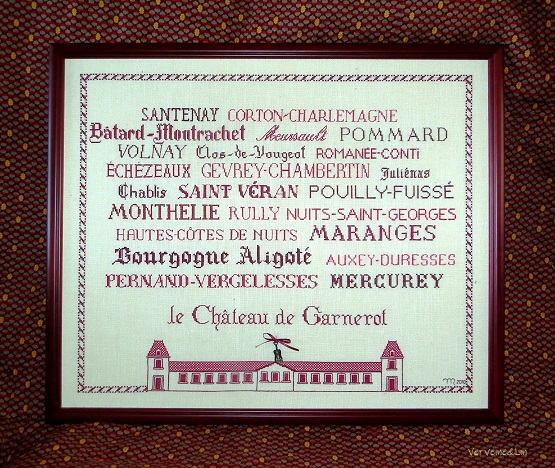 SANTENAY CORTON-CHARLEMAGNE
Bâtard-Montrachet Meursault POMMARD
VOLNAY Clos-de-Vougeot ROMANÉE-CONTI
ÉCHÉZEAUX GEVREY-CHAMBERTIN Juliénas
Chablis SAINT VÉRAN POUILLY-FUISSÉ
MONTHELIE RULLY NUITS-SAINT-GEORGES
HAUTES-CÔTES DE NUITS MARANGES
Bourgogne Aligoté AUXEY-DURESSES
PERNAND-VERGELESSES MERCUREY
le Château de Garnerot